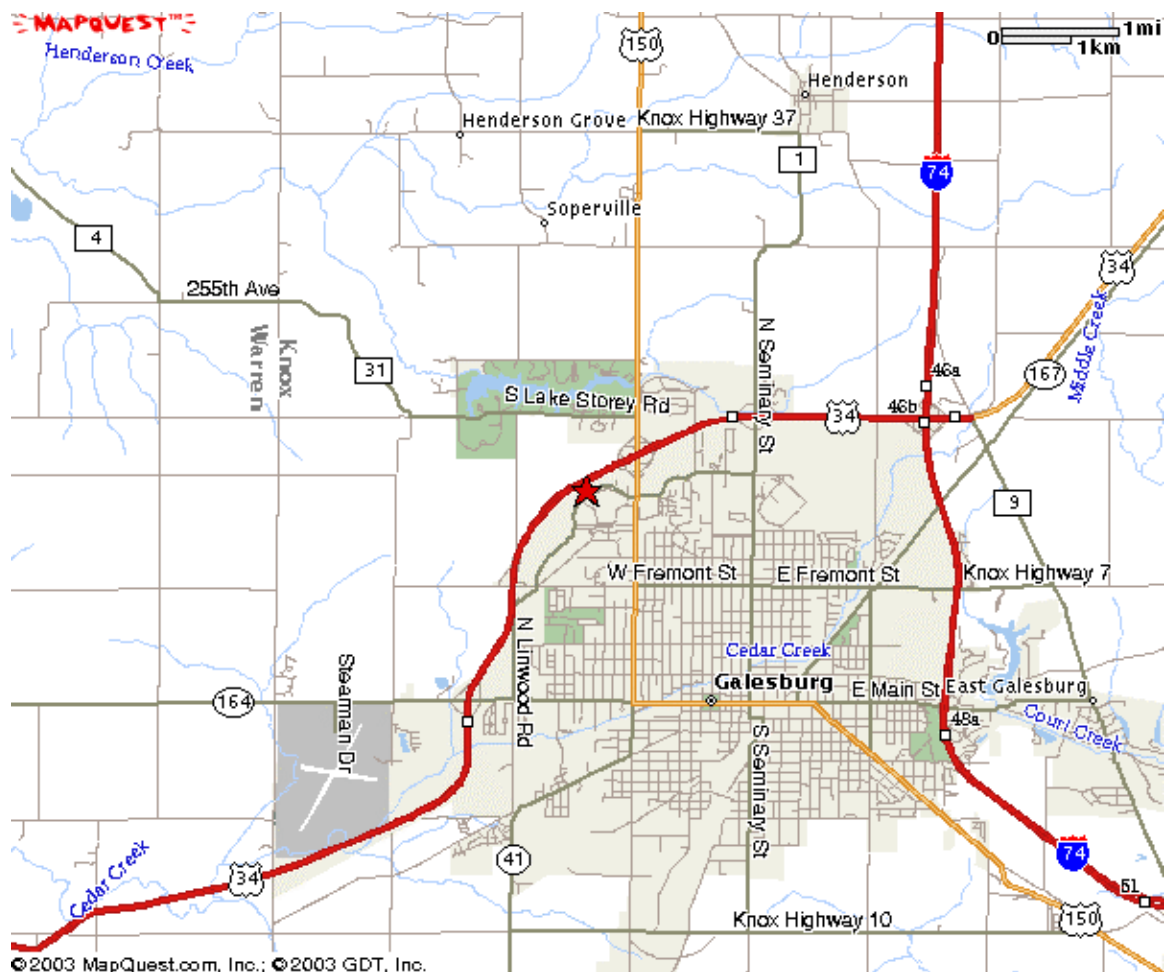 MAPQUEST
Henderson Creek
150
0 1mi
1km
Henderson
Henderson Grove
Knox Highway 37
1
74
Soperville
4
34
255th Ave
Knox
Warren
N Seminary St
Middle Creek
31
46a
167
S Lake Storey Rd
46b
34
9
W Fremont St
E Fremont St
Knox Highway 7
N Linwood Rd
Cedar Creek
Stearman Dr
Galesburg
E Main St
East Galesburg
164
48a
Court Creek
S Seminary St
41
74
34
Cedar Creek
51
Knox Highway 10
150
©2003 MapQuest.com, Inc.; ©2003 GDT, Inc.